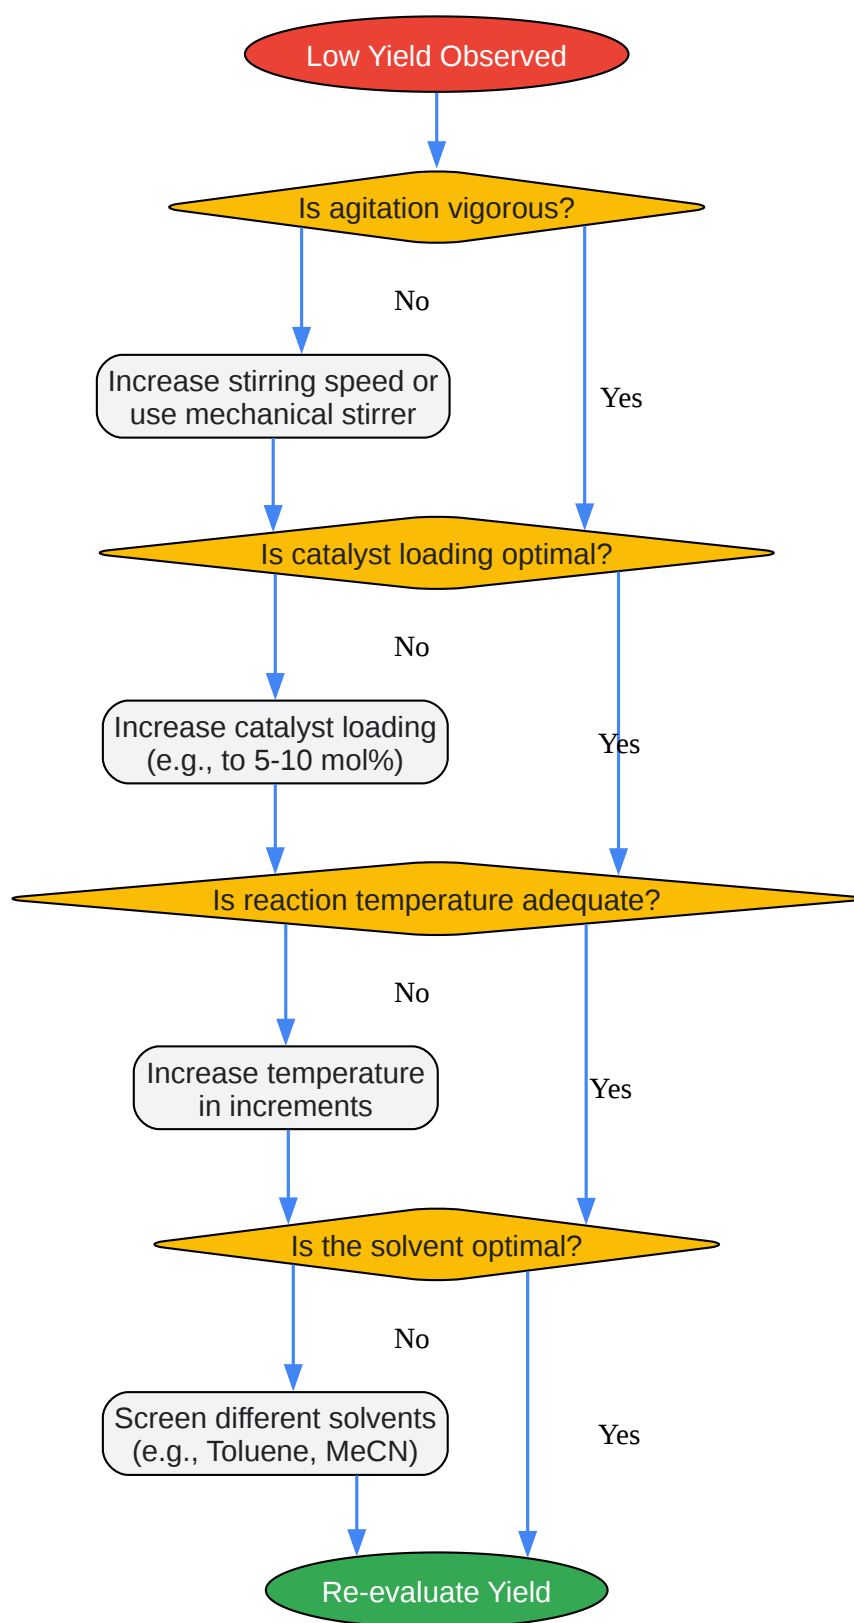 Low Yield Observed
Is agitation vigorous?
No
Increase stirring speed or
use mechanical stirrer
Yes
Is catalyst loading optimal?
No
Increase catalyst loading
(e.g., to 5-10 mol%)
Yes
Is reaction temperature adequate?
No
Increase temperature
in increments
Yes
Is the solvent optimal?
No
Screen different solvents
(e.g., Toluene, MeCN)
Yes
Re-evaluate Yield